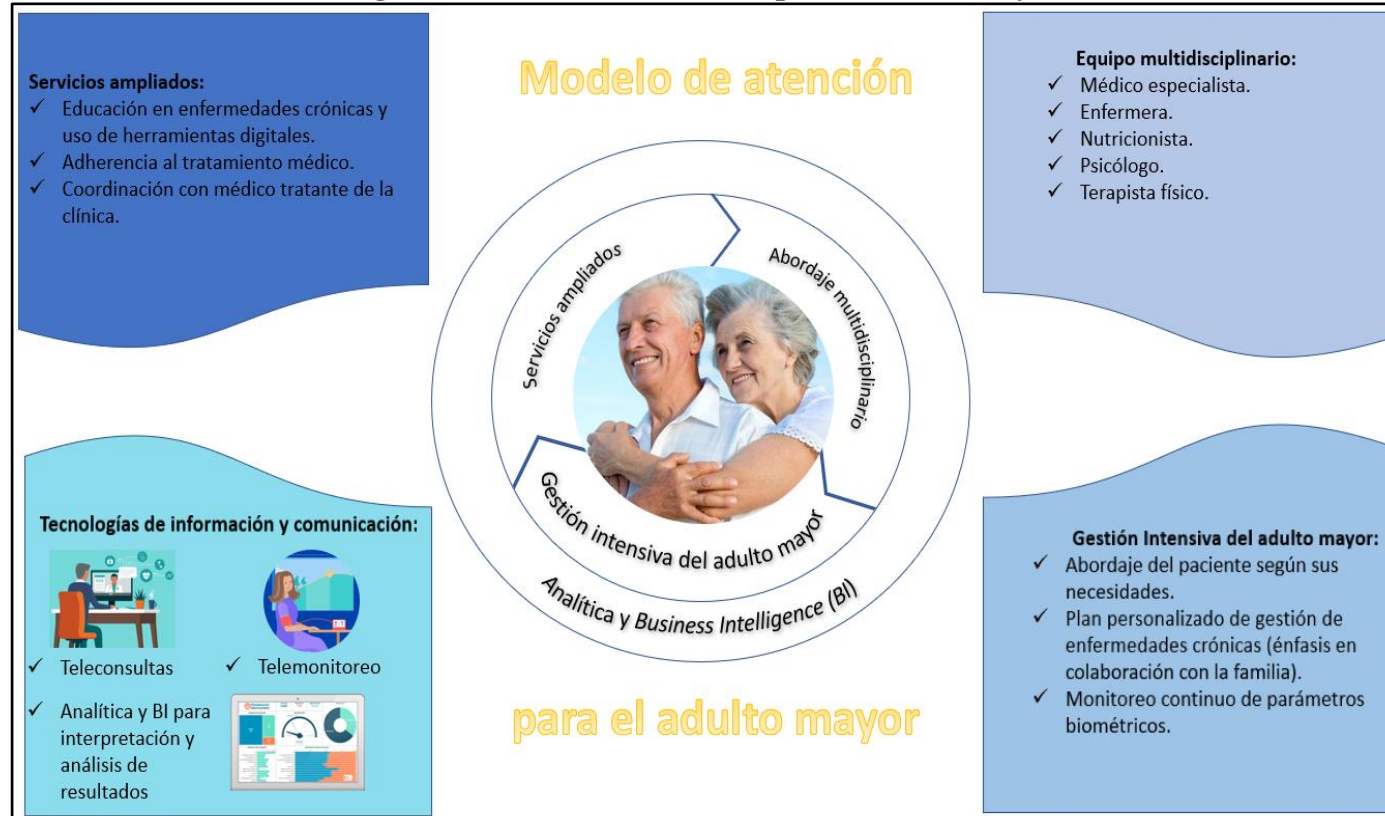 Servicios ampliados:
✓ Educación en enfermedades crónicas y
uso de herramientas digitales.
✓ Adherencia al tratamiento médico.
✓ Coordinación con médico tratante de la
clínica.
Modelo de atención
Equipo multidisciplinario:
✓ Médico especialista.
✓ Enfermera.
✓ Nutricionista.
✓ Psicólogo.
✓ Terapista físico.
Servicios ampliados
Abordaje multidisciplinario
Gestión intensiva del adulto mayor
Analítica y Business Intelligence (BI)
para el adulto mayor
Tecnologías de información y comunicación:
✓ Teleconsultas
✓ Telemonitoreo
✓ Analítica y BI para
interpretación y
análisis de
resultados
Gestión Intensiva del adulto mayor:
✓ Abordaje del paciente según sus
necesidades.
✓ Plan personalizado de gestión de
enfermedades crónicas (énfasis en
colaboración con la familia).
✓ Monitoreo continuo de parámetros
biométricos.